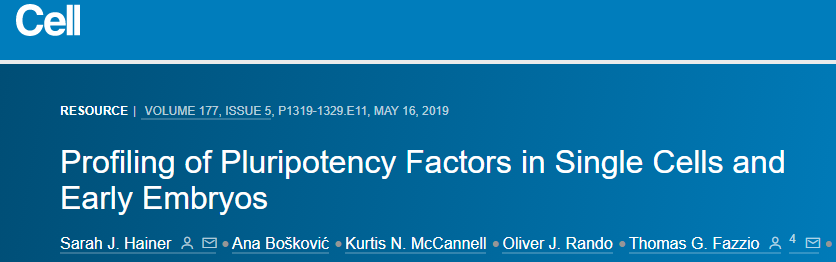 Cell
RESOURCE | VOLUME 177, ISSUE 5, P1319-1329.E11, MAY 16, 2019
Profiling of Pluripotency Factors in Single Cells and
Early Embryos
Sarah J. Hainer • Ana Bošković • Kurtis N. McCannell • Oliver J. Rando • Thomas G. Fazzio 4 •